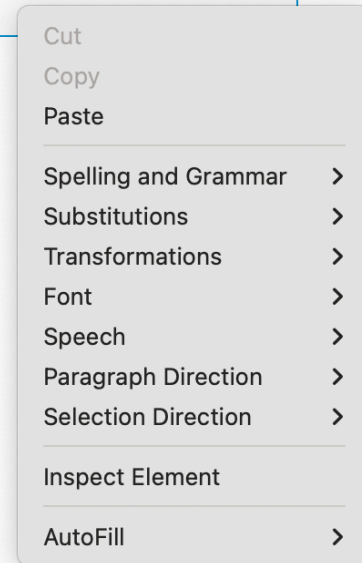 Cut
Copy
Paste
Spelling and Grammar
Substitutions
Transformations
Font
Speech
Paragraph Direction
Selection Direction
Inspect Element
AutoFill